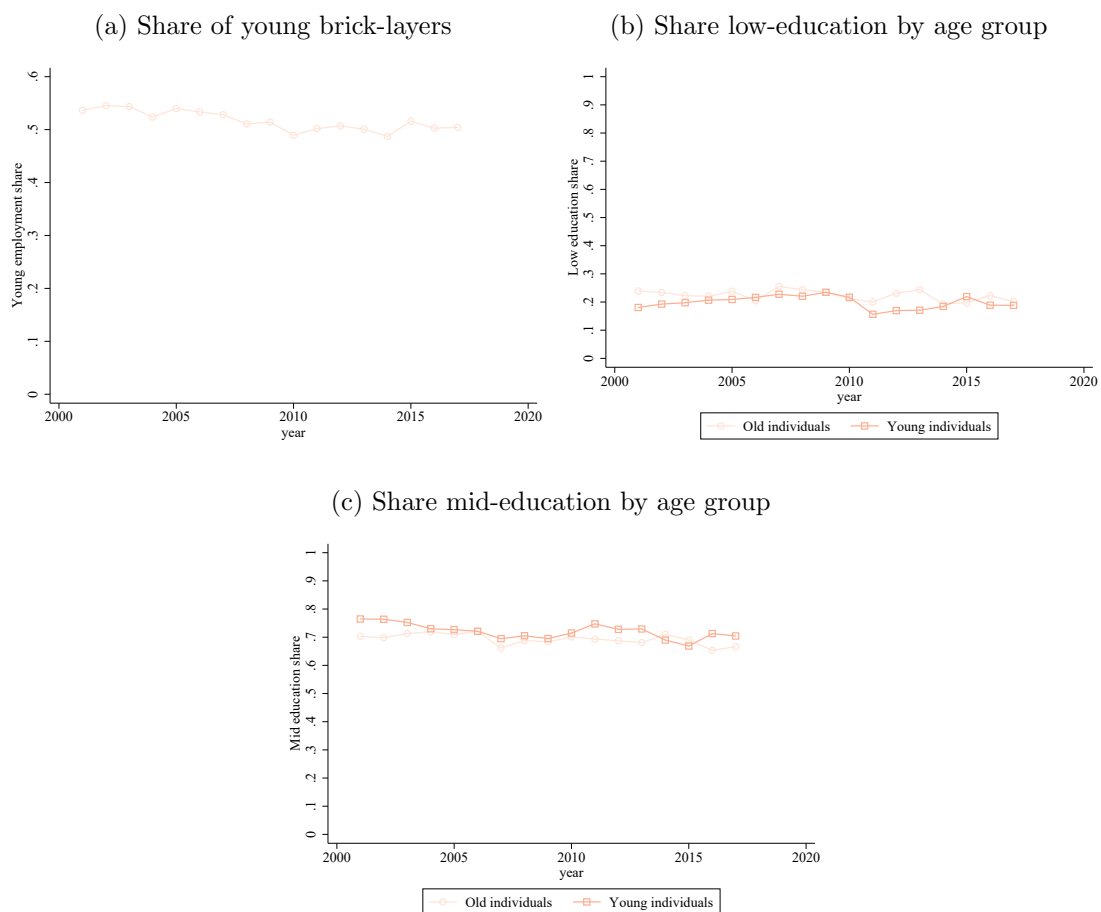 (a) Share of young brick-layers
Young employment share
.6
.5
.4
.3
.2
.1
0
2000 2005 2010 2015 2020
year
(b) Share low-education by age group
Low education share
1
.9
.8
.7
.6
.5
.4
.3
.2
.1
0
2000 2005 2010 2015 2020
year
Old individuals Young individuals
(c) Share mid-education by age group
Mid education share
1
.9
.8
.7
.6
.5
.4
.3
.2
.1
0
2000 2005 2010 2015 2020
year
Old individuals Young individuals